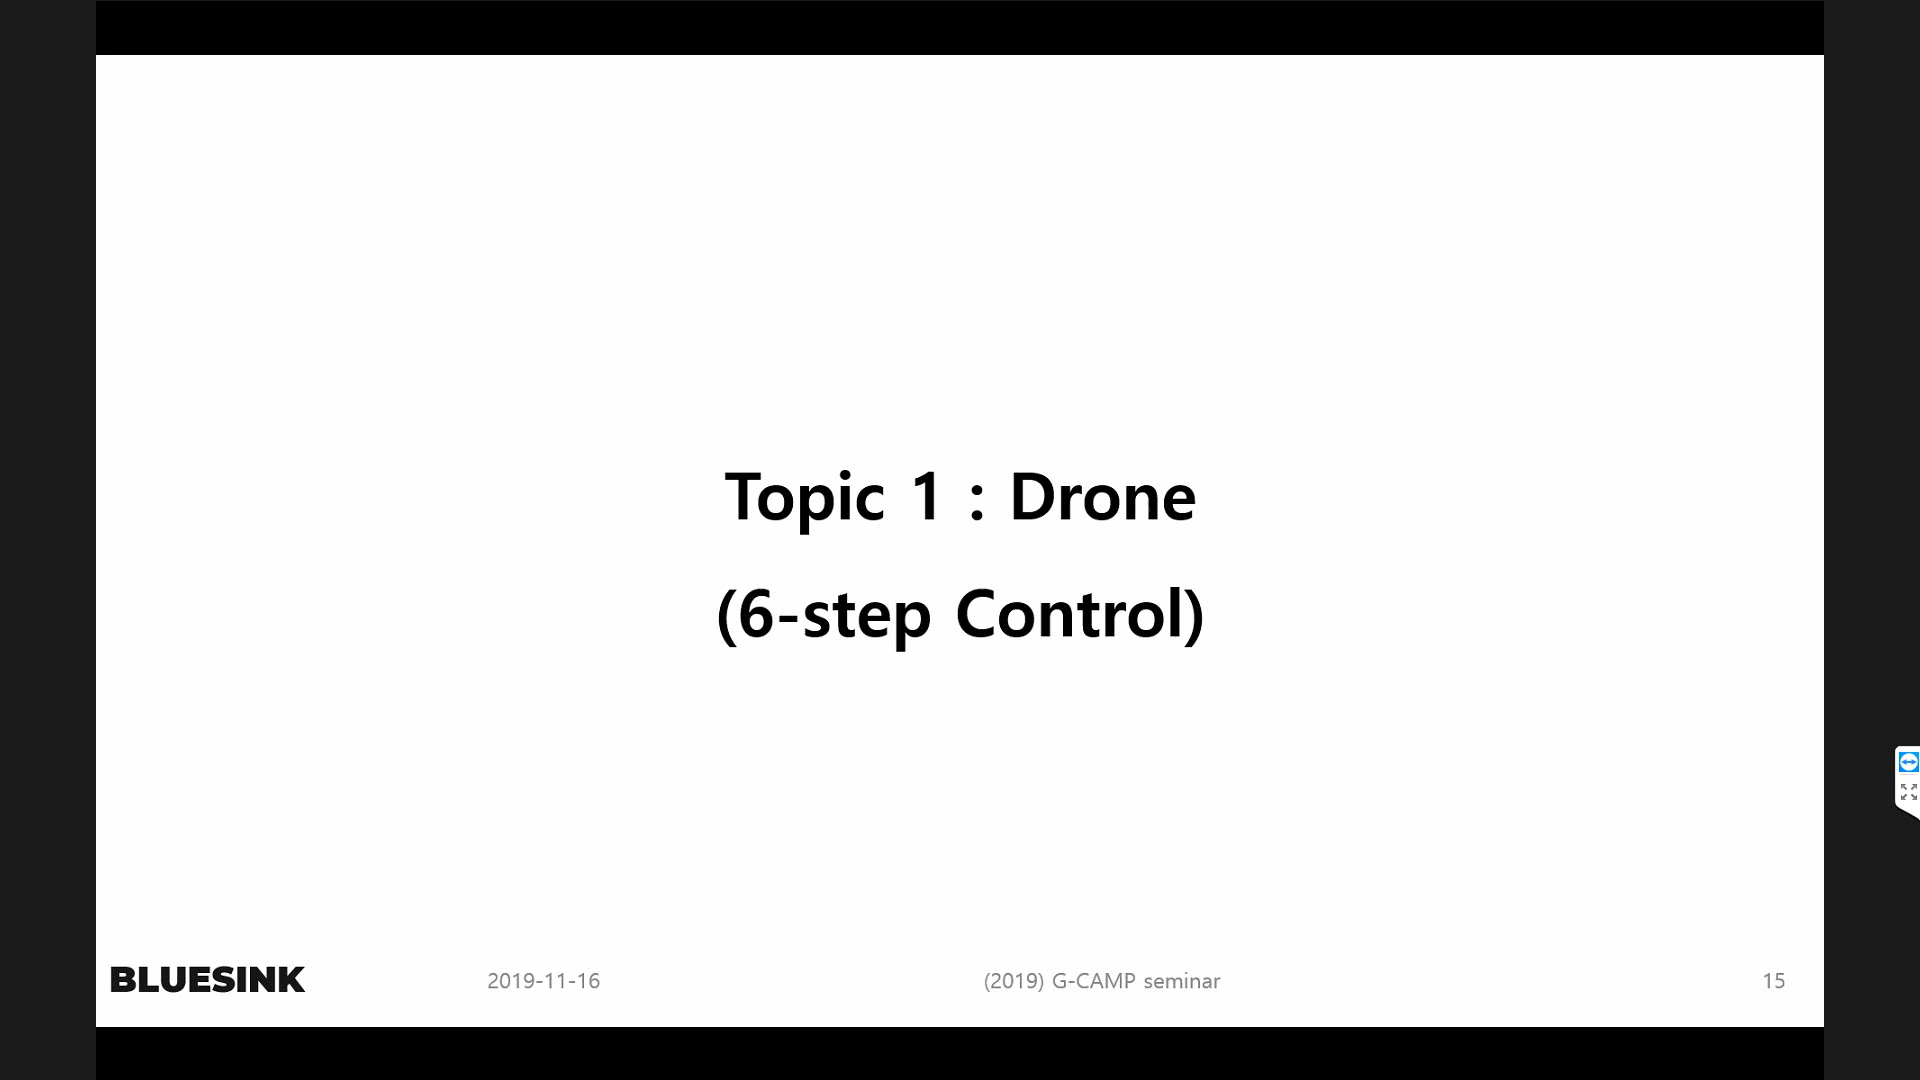 Topic 1 : Drone
(6-step Control)
BLUESINK
2019-11-16
(2019) G-CAMP seminar
15